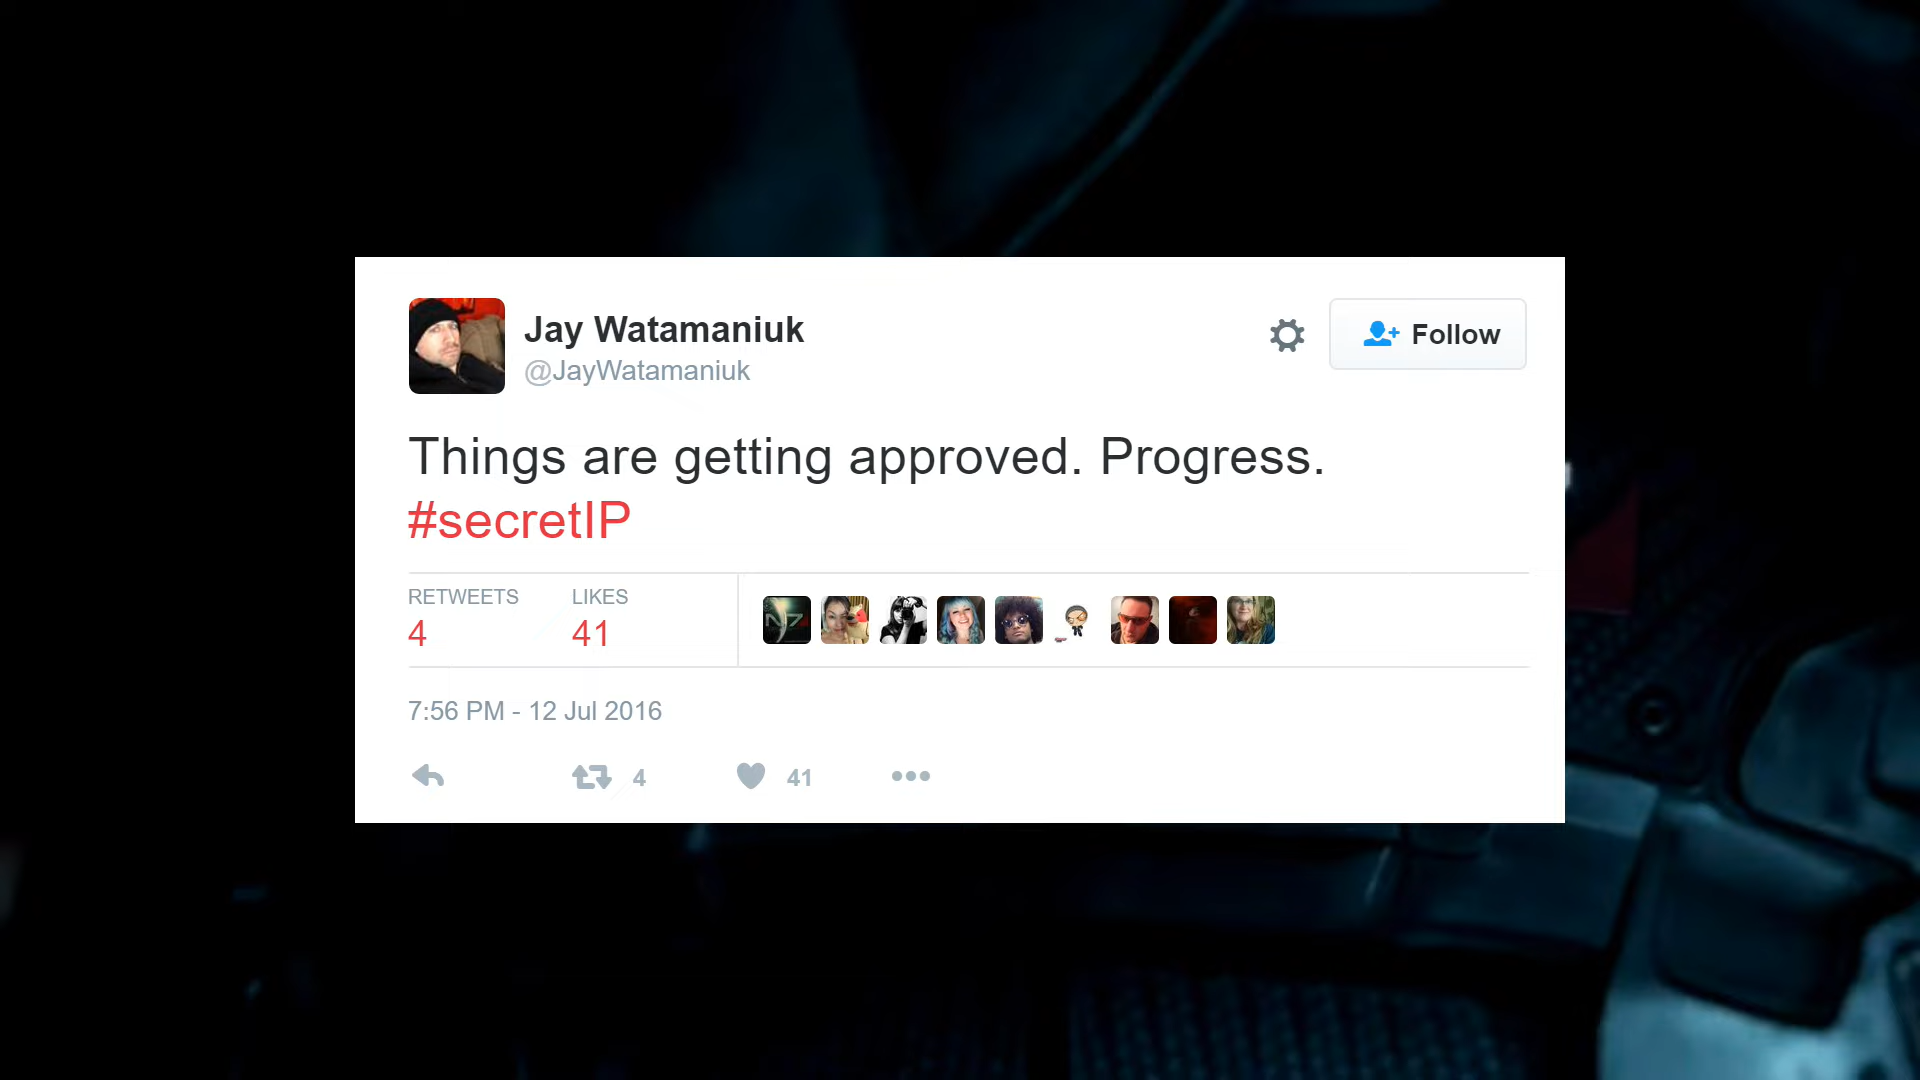 Jay Watamaniuk
@JayWatamaniuk
Follow
Things are getting approved. Progress.
#secretIP
RETWEETS LIKES
4 41
N7
7:56 PM - 12 Jul 2016
4 41